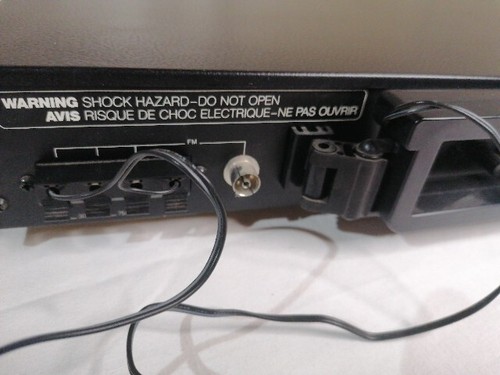 WARNING SHOCK HAZARD-DO NOT OPEN
AVIS RISQUE DE CHOC ELECTRIQUE-NE PAS OUVRIR
FM